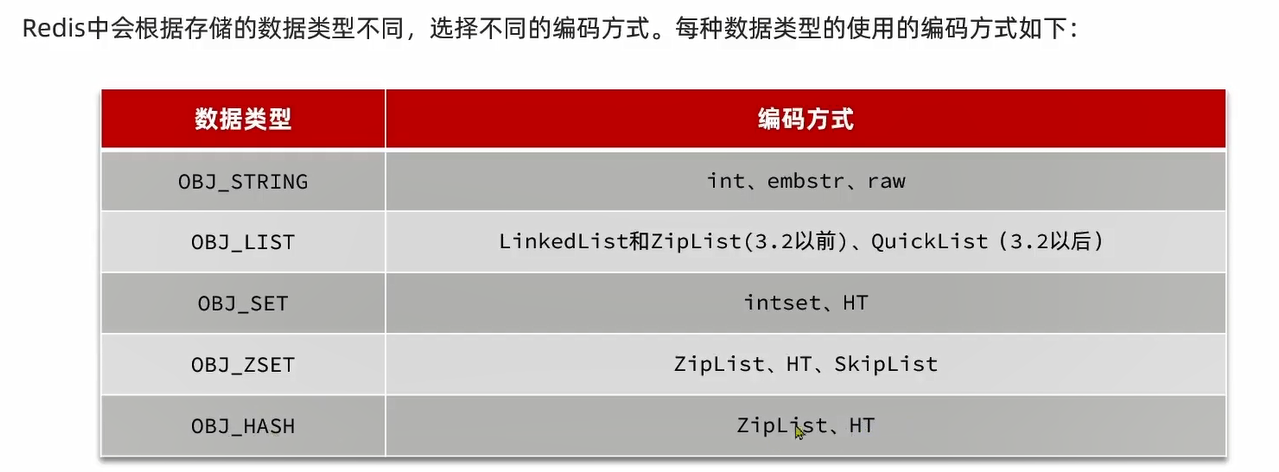 Redis中会根据存储的数据类型不同，选择不同的编码方式。每种数据类型的使用的编码方式如下：
数据类型 编码方式
OBJ_STRING int、embstr、raw
OBJ_LIST LinkedList和ZipList(3.2以前)、QuickList（3.2以后）
OBJ_SET intset、HT
OBJ_ZSET ZipList、HT、SkipList
OBJ_HASH ZipList、HT